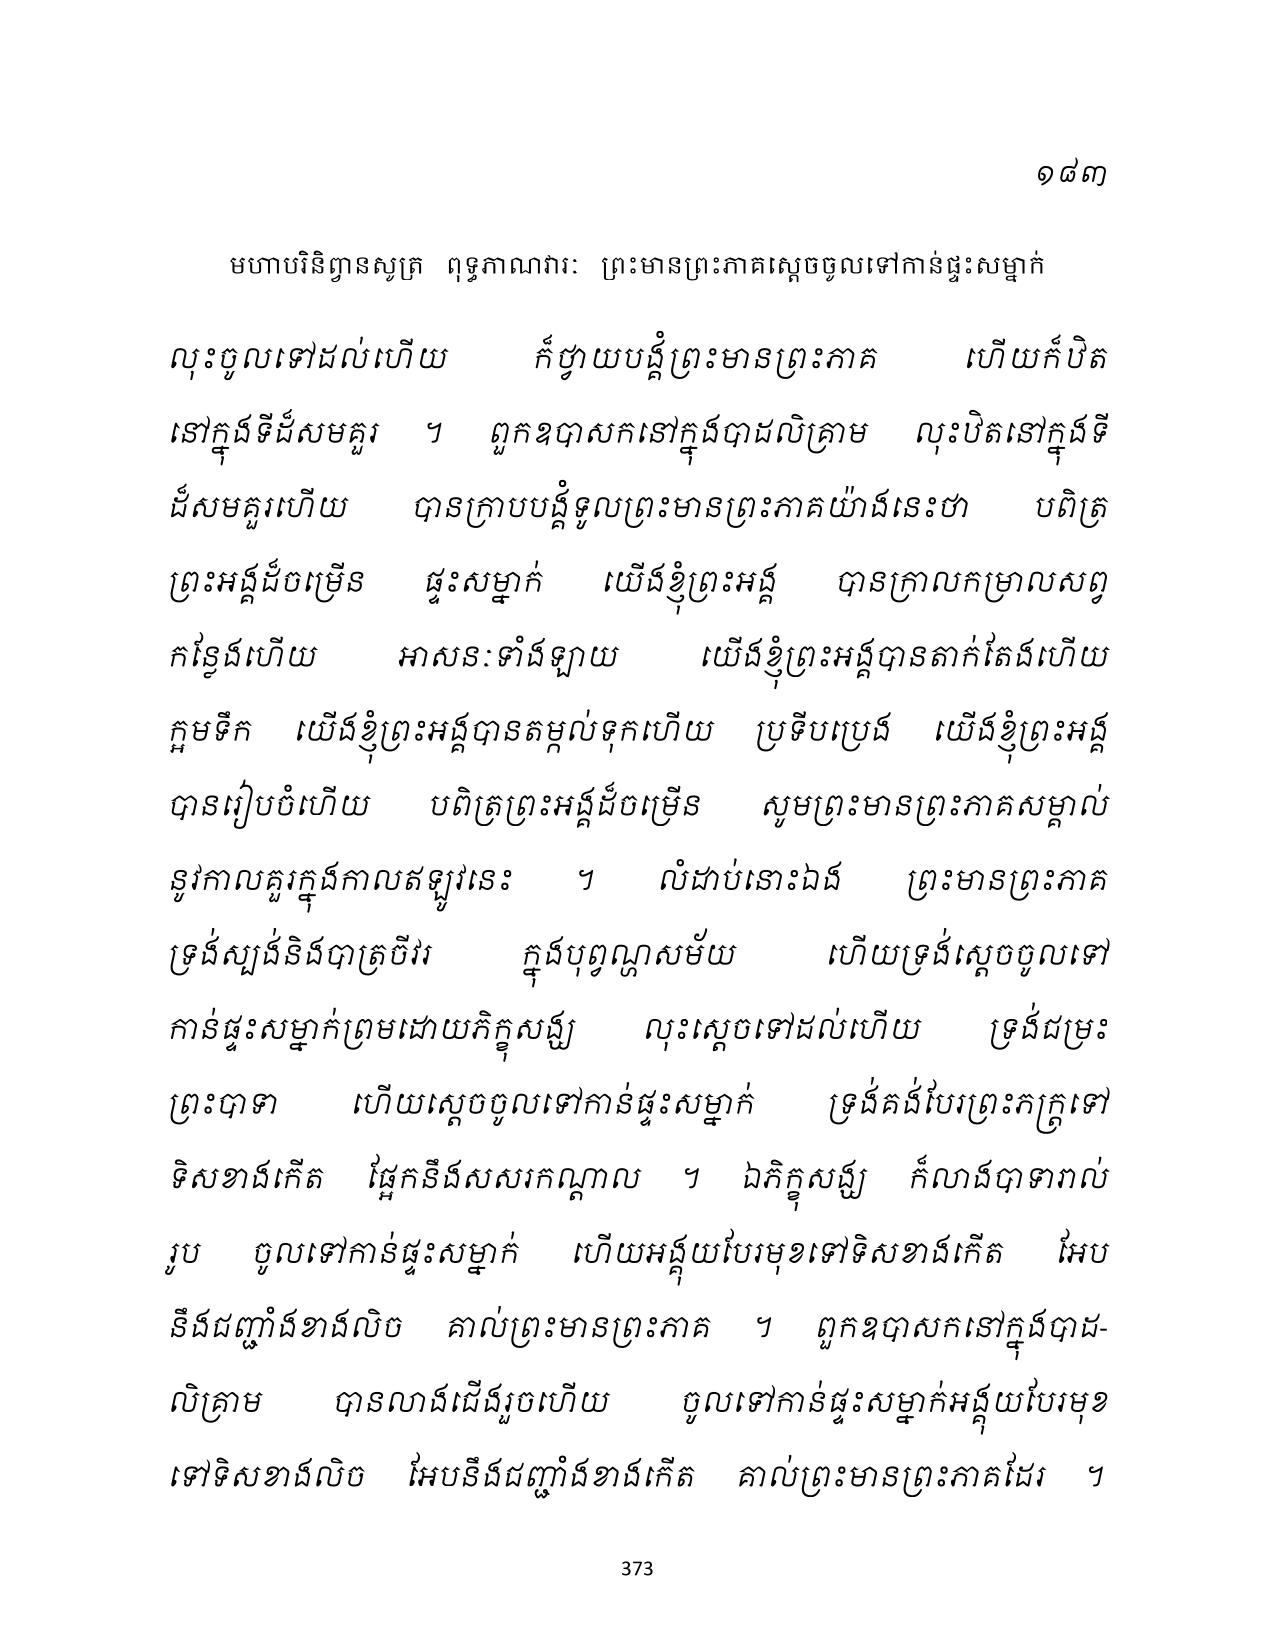 ១៨៣
មហាបរិនិព្វានសូត្រ ពុទ្ធភាណវារៈ ព្រះមានព្រះភាគស្តេចចូលទៅកាន់ផ្ទះសម្នាក់
លុះចូលទៅដល់ហើយ ក៏ថ្វាយបង្គំព្រះមានព្រះភាគ ហើយក៏ឋិត
នៅក្នុងទីដ៏សមគួរ ។ ពួកឧបាសកនៅក្នុងបាដលិគ្រាម លុះឋិតនៅក្នុងទី
ដ៏សមគួរហើយ បានក្រាបបង្គំទូលព្រះមានព្រះភាគយ៉ាងនេះថា បពិត្រ
ព្រះអង្គដ៏ចម្រើន ផ្ទះសម្នាក់ យើងខ្ញុំព្រះអង្គ បានក្រាលកម្រាលសព្វ
កន្លែងហើយ អាសនៈទាំងឡាយ យើងខ្ញុំព្រះអង្គបានតាក់តែងហើយ
ក្អមទឹក យើងខ្ញុំព្រះអង្គបានតម្កល់ទុកហើយ ប្រទីបប្រេង យើងខ្ញុំព្រះអង្គ
បានរៀបចំហើយ បពិត្រព្រះអង្គដ៏ចម្រើន សូមព្រះមានព្រះភាគសម្គាល់
នូវកាលគួរក្នុងកាលឥឡូវនេះ ។ លំដាប់នោះឯង ព្រះមានព្រះភាគ
ទ្រង់ស្បង់និងបាត្រចីវរ ក្នុងបុព្វណ្ហសម័យ ហើយទ្រង់ស្តេចចូលទៅ
កាន់ផ្ទះសម្នាក់ព្រមដោយភិក្ខុសង្ឃ លុះស្តេចទៅដល់ហើយ ទ្រង់ជម្រះ
ព្រះបាទា ហើយស្តេចចូលទៅកាន់ផ្ទះសម្នាក់ ទ្រង់គង់បែរព្រះភក្ត្រទៅ
ទិសខាងកើត ផ្អែកនឹងសសរកណ្តាល ។ ឯភិក្ខុសង្ឃ ក៏លាងបាទារាល់
រូប ចូលទៅកាន់ផ្ទះសម្នាក់ ហើយអង្គុយបែរមុខទៅទិសខាងកើត អែប
នឹងជញ្ជាំងខាងលិច គាល់ព្រះមានព្រះភាគ ។ ពួកឧបាសកនៅក្នុងបាដ-
លិគ្រាម បានលាងជើងរួចហើយ ចូលទៅកាន់ផ្ទះសម្នាក់អង្គុយបែរមុខ
ទៅទិសខាងលិច អែបនឹងជញ្ជាំងខាងកើត គាល់ព្រះមានព្រះភាគដែរ ។
373